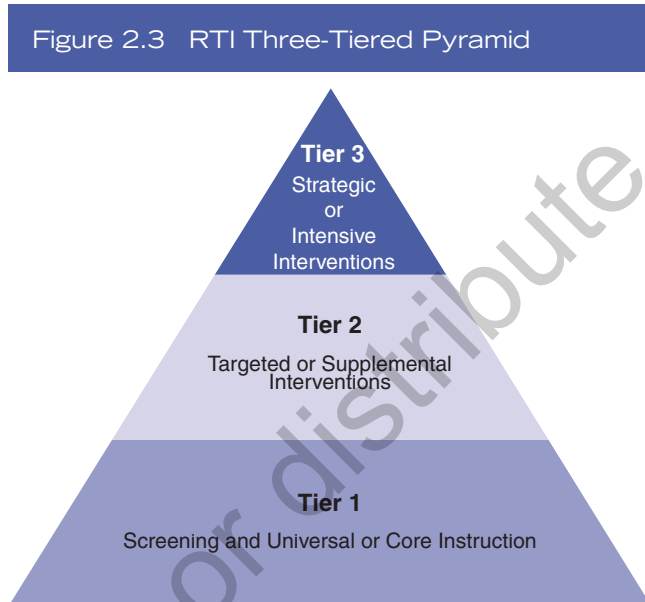 Figure 2.3 RTI Three-Tiered Pyramid
Tier 3
Strategic
or
Intensive
Interventions
Tier 2
Targeted or Supplemental
Interventions
Tier 1
Screening and Universal or Core Instruction
or distribute